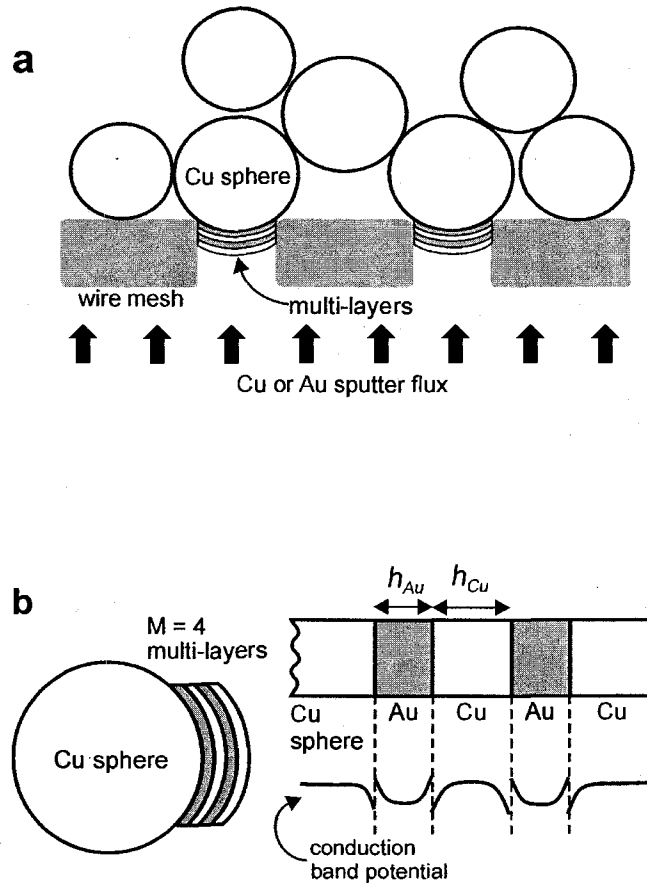 a
Cu sphere
wire mesh
multi-layers
Cu or Au sputter flux
b
M = 4
multi-layers
Cu sphere
h_Au h_Cu
Cu
sphere
Au Cu Au Cu
conduction
band potential